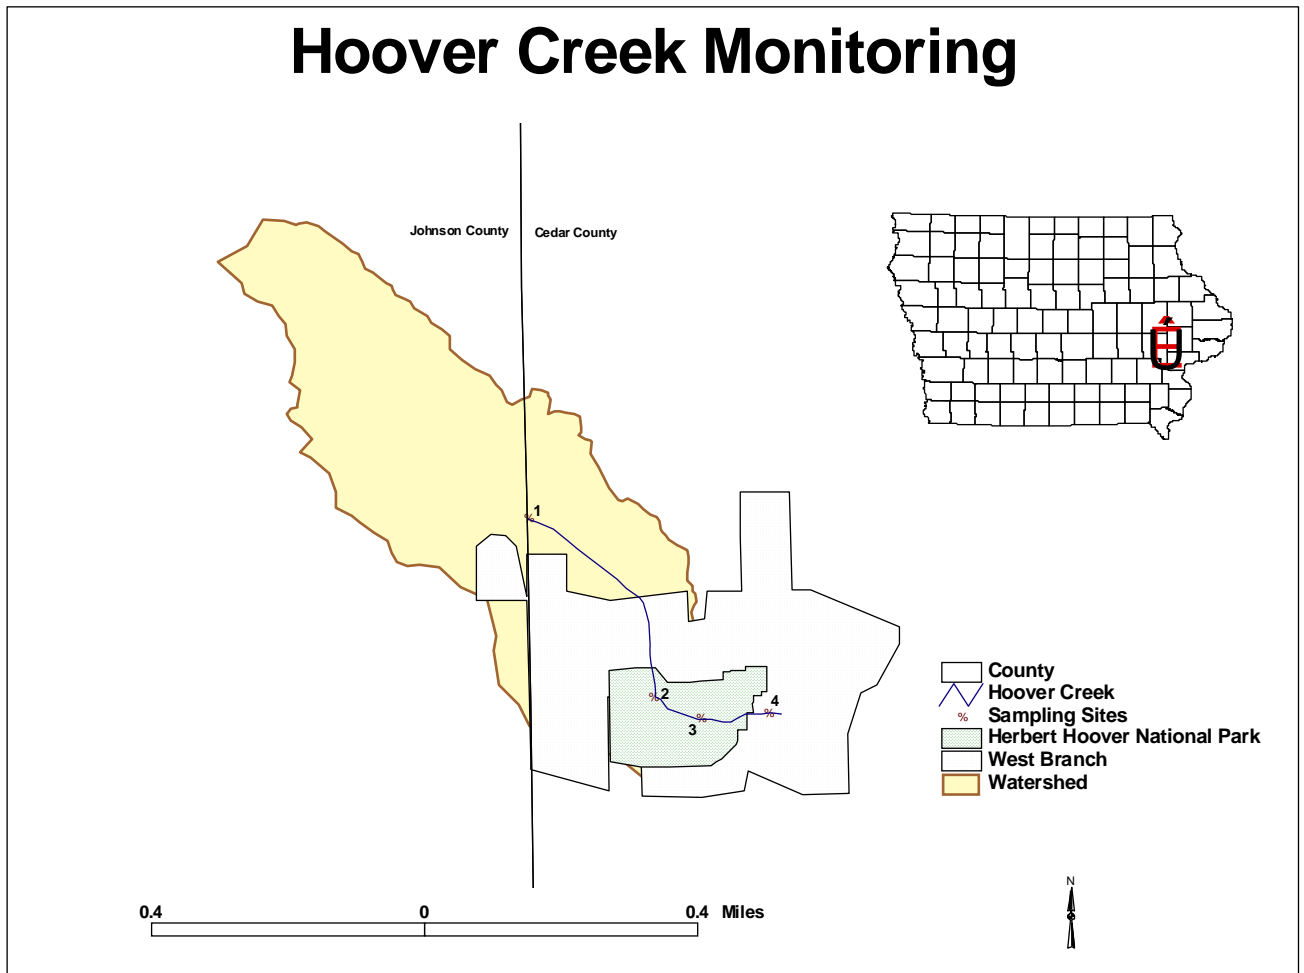 Hoover Creek Monitoring
Johnson County
Cedar County
1
2
3
4
County
Hoover Creek
% Sampling Sites
Herbert Hoover National Park
West Branch
Watershed
0.4 0 0.4 Miles
N